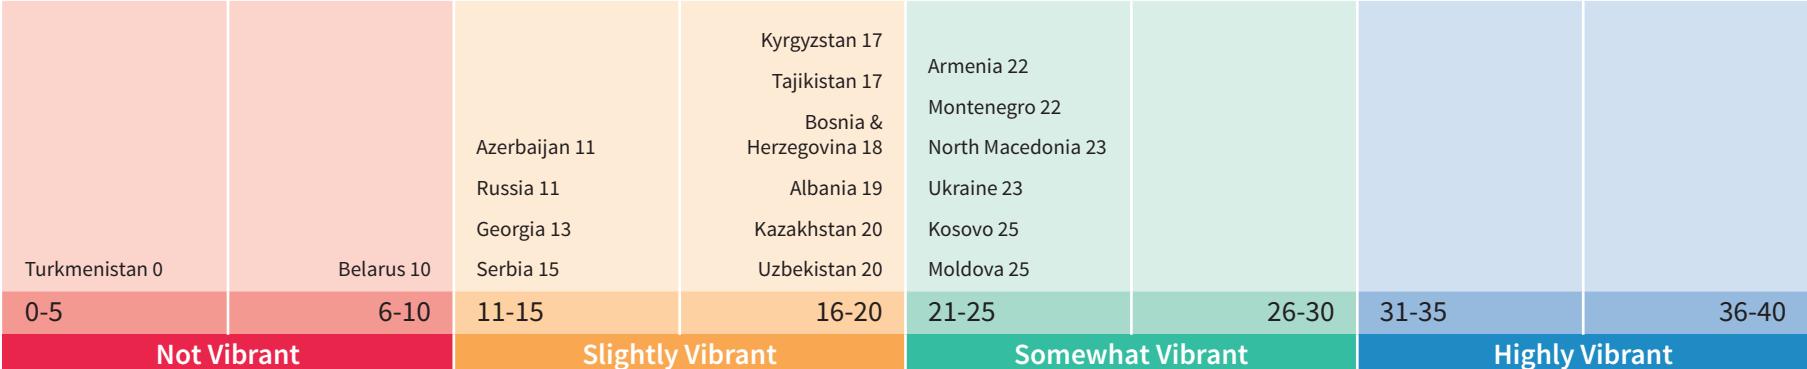 Turkmenistan 0
Belarus 10
Azerbaijan 11
Russia 11
Georgia 13
Serbia 15
Kyrgyzstan 17
Tajikistan 17
Bosnia &
Herzegovina 18
Albania 19
Kazakhstan 20
Uzbekistan 20
Armenia 22
Montenegro 22
North Macedonia 23
Ukraine 23
Kosovo 25
Moldova 25
0-5
6-10
11-15
16-20
21-25
26-30
31-35
36-40
Not Vibrant
Slightly Vibrant
Somewhat Vibrant
Highly Vibrant